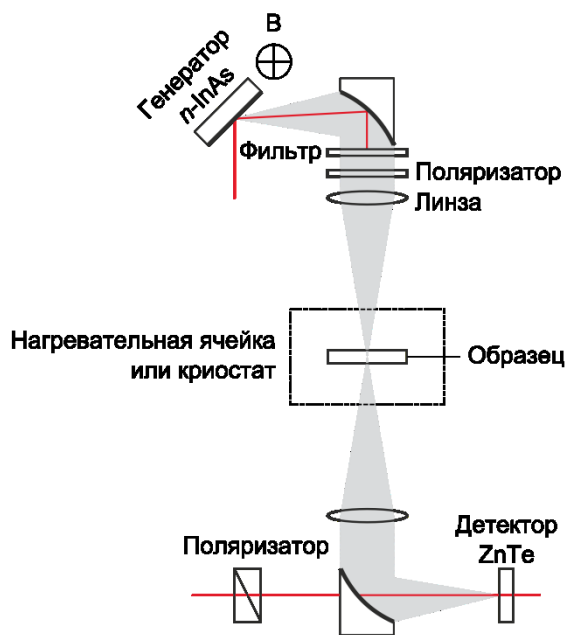 B
Генератор
n-InAs
Фильтр
Поляризатор
Линза
Нагревательная ячейка
или криостат
Образец
Поляризатор
Детектор
ZnTe